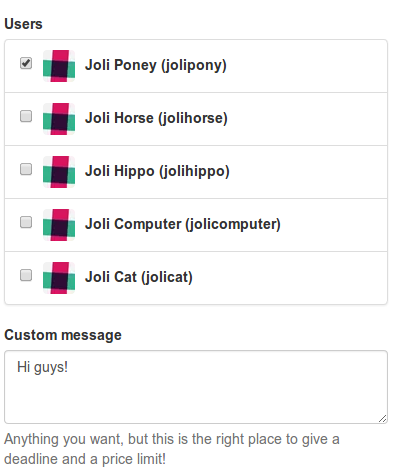 Users
Joli Poney (jolipony)
Joli Horse (jolihorse)
Joli Hippo (jolihippo)
Joli Computer (jolicomputer)
Joli Cat (jolicat)
Custom message
Hi guys!
Anything you want, but this is the right place to give a
deadline and a price limit!